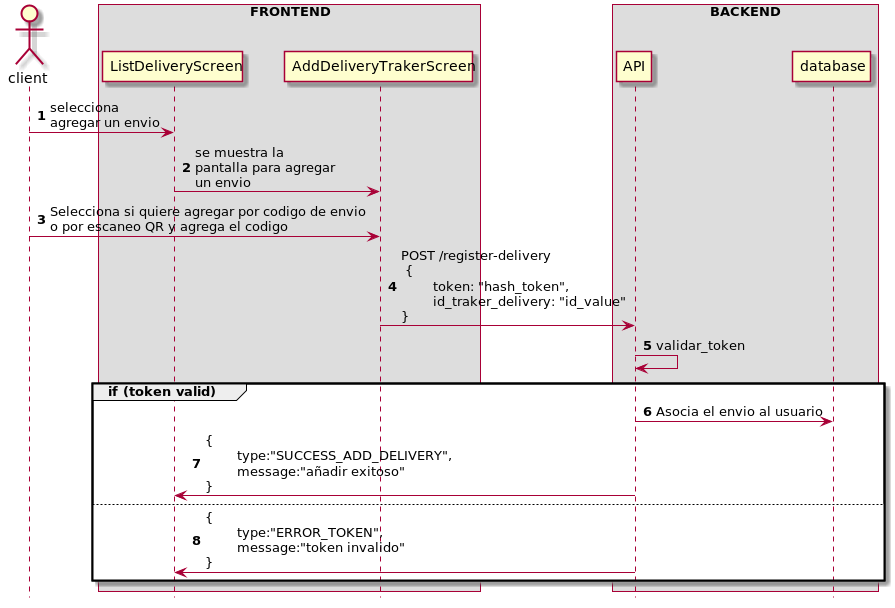 FRONTEND
BACKEND
client
ListDeliveryScreen
AddDeliveryTrakerScreen
API
database
1 selecciona
agregar un envio
2 se muestra la
pantalla para agregar
un envio
3 Selecciona si quiere agregar por codigo de envio
o por escaneo QR y agrega el codigo
4 POST /register-delivery
{
token: "hash_token",
id_traker_delivery: "id_value"
}
5 validar_token
if (token valid)
6 Asocia el envio al usuario
7 {
type:"SUCCESS_ADD_DELIVERY",
message:"añadir exitoso"
}
8 {
type:"ERROR_TOKEN",
message:"token invalido"
}